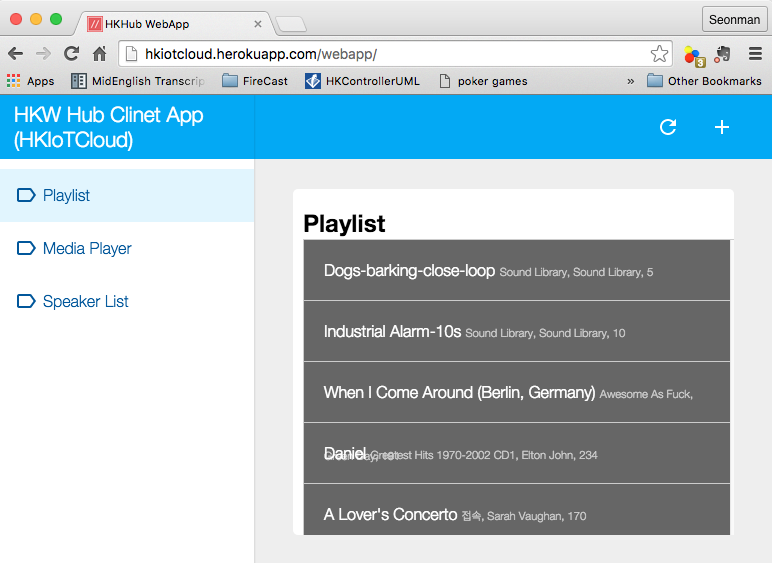 HKHub WebApp
Seonman
hkiotcloud.herokuapp.com/webapp/
3
Apps MidEnglish Transcrip FireCast HKControllerUML poker games » Other Bookmarks
HKW Hub Clinet App
(HKIoTCloud)
Playlist
Media Player
Speaker List
Playlist
Dogs-barking-close-loop Sound Library, Sound Library, 5
Industrial Alarm-10s Sound Library, Sound Library, 10
When I Come Around (Berlin, Germany) Awesome As Fuck,
Daniel Greatest Hits 1970-2002 CD1, Elton John, 234
A Lover's Concerto 접속, Sarah Vaughan, 170